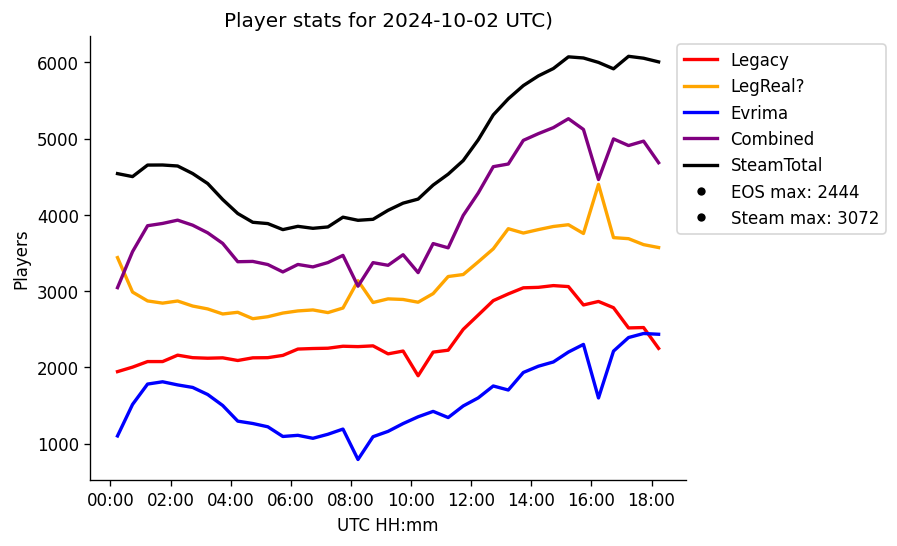 Player stats for 2024-10-02 UTC)
Legacy
LegReal?
Evrima
Combined
SteamTotal
EOS max: 2444
Steam max: 3072
Players
6000
5000
4000
3000
2000
1000
00:00 02:00 04:00 06:00 08:00 10:00 12:00 14:00 16:00 18:00
UTC HH:mm